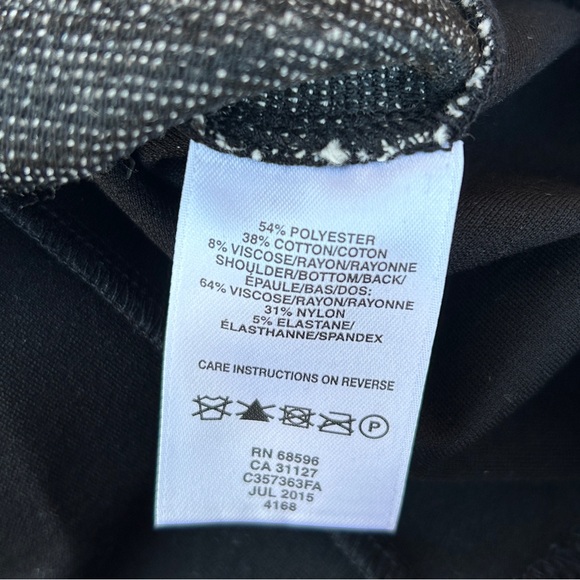 54% POLYESTER
38% COTTON/COTON
8% VISCOSE/RAYON/RAYONNE
SHOULDER/BOTTOM/BACK/
ÉPAULE/BAS/DOS:
64% VISCOSE/RAYON/RAYONNE
31% NYLON
5% ELASTANE/
ÉLASTHANNE/SPANDEX
CARE INSTRUCTIONS ON REVERSE
P
RN 68596
CA 31127
C357363FA
JUL 2015
4168